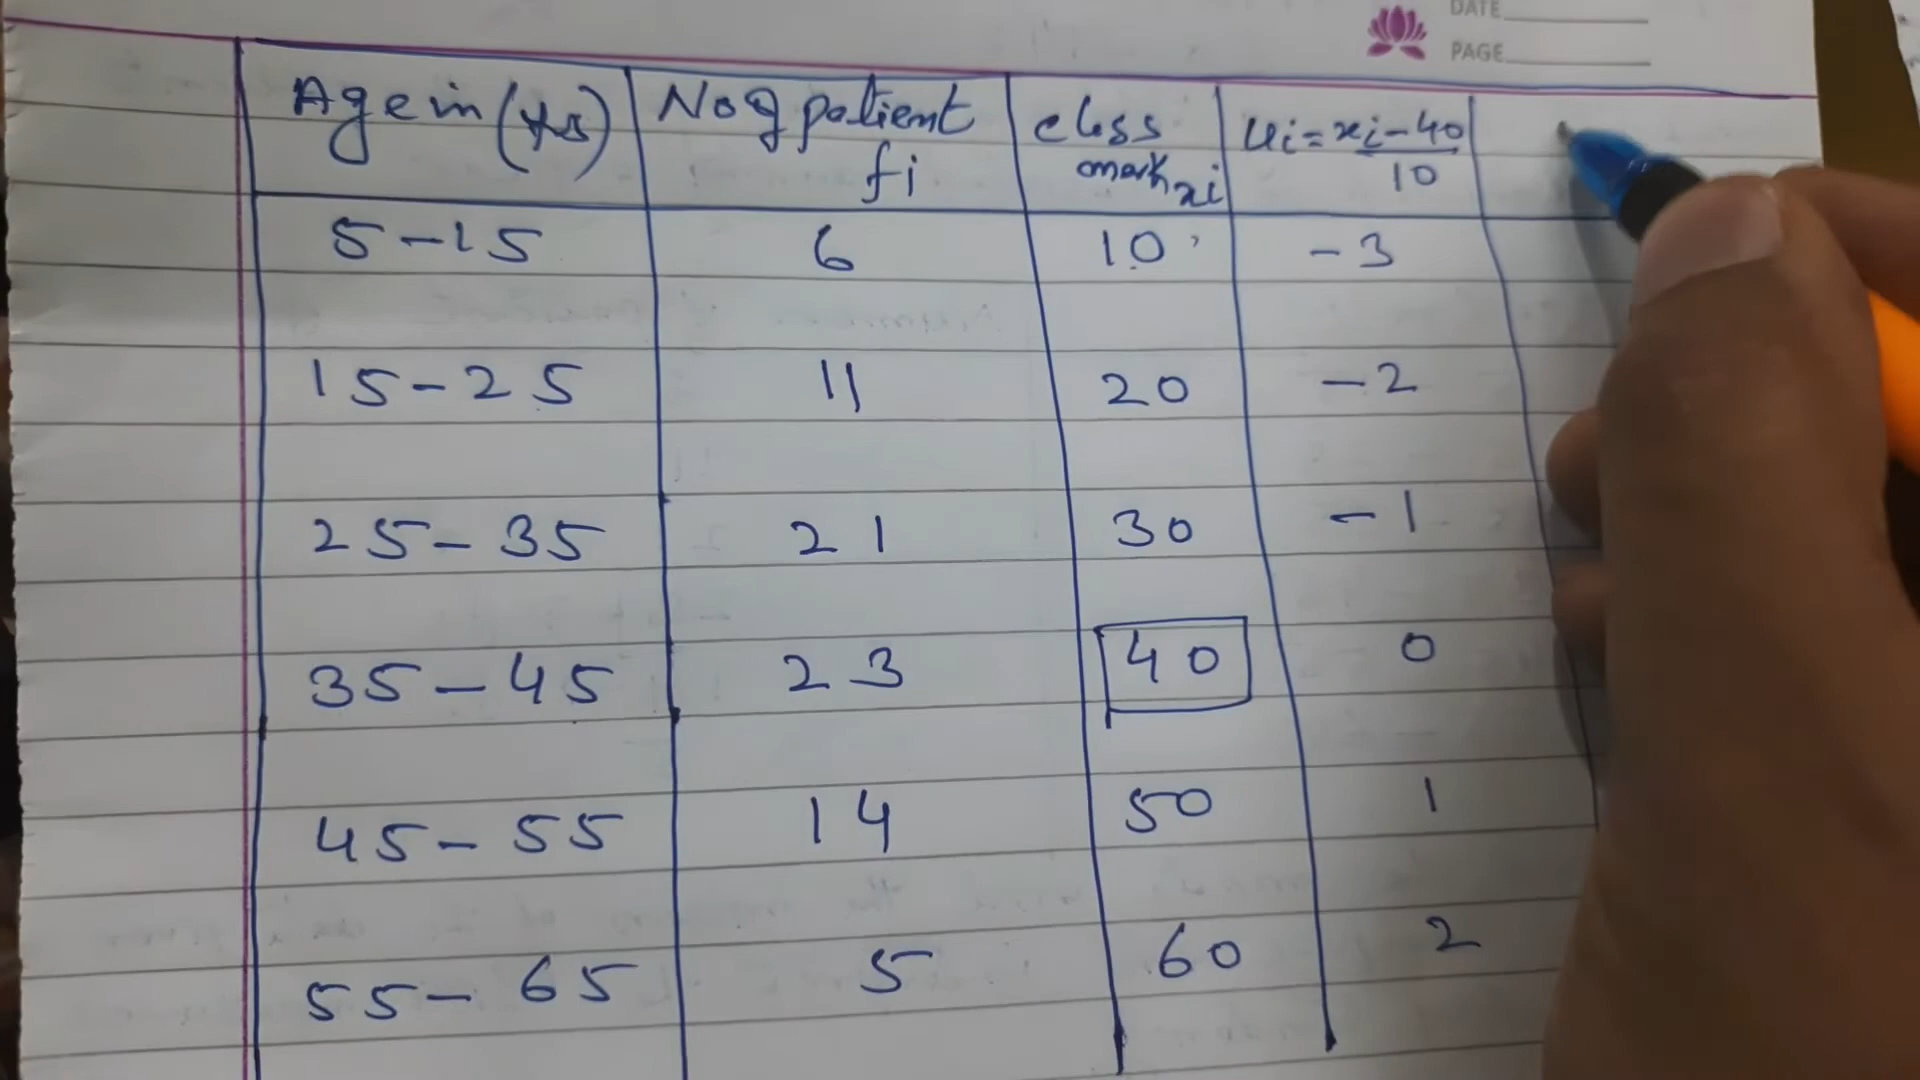 DATE
PAGE
Age in (yrs) No of patient fi class mark xi ui = xi - 40 / 10
5-15 6 10 -3
15-25 11 20 -2
25-35 21 30 -1
35-45 23 40 0
45-55 14 50 1
55-65 5 60 2